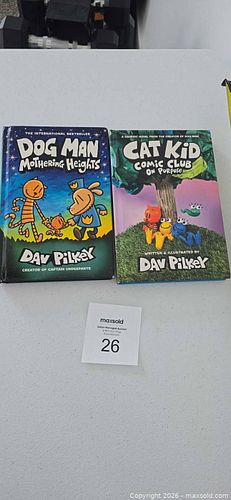 THE INTERNATIONAL BESTSELLER
DOG MAN
Mothering Heights
DAV PILKEY
CREATOR OF CAPTAIN UNDERPANTS
CAT KID
COMIC CLUB
On Purpose
WRITTEN & ILLUSTRATED BY
DAV PILKEY
maxsold
26
Copyright © 2026 - maxsold.com